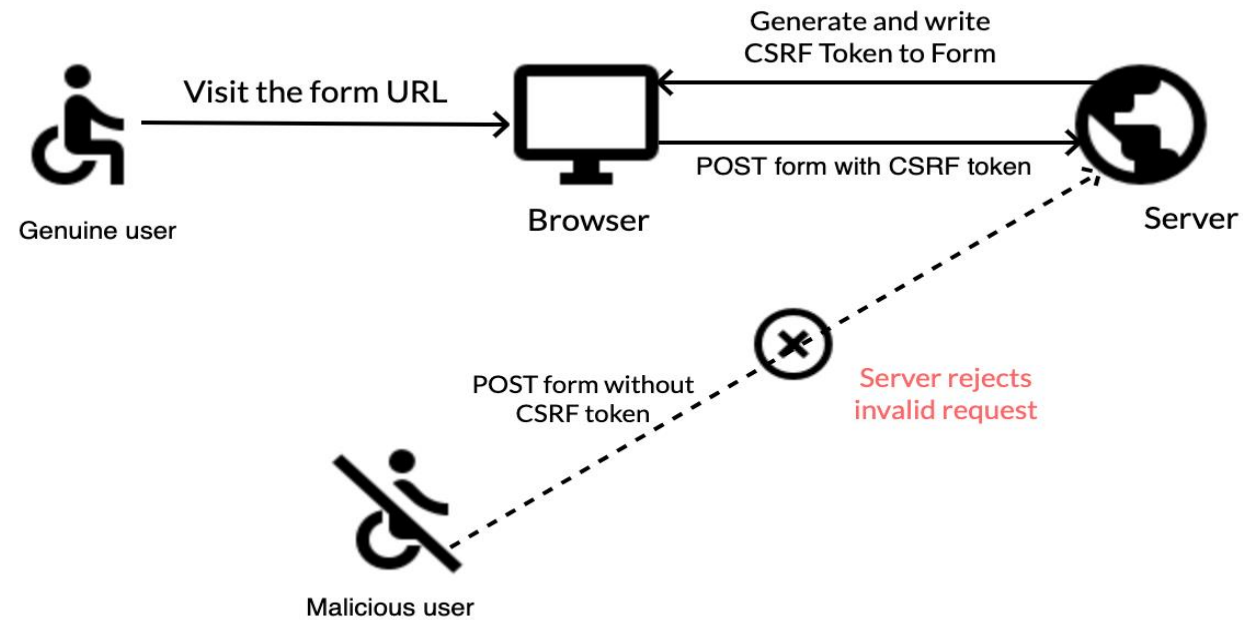 Generate and write
CSRF Token to Form
Visit the form URL
POST form with CSRF token
Genuine user
Browser
Server
POST form without
CSRF token
Server rejects
invalid request
Malicious user